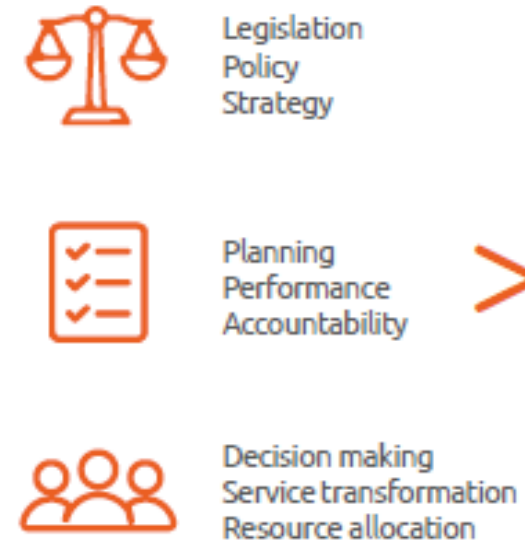 Legislation
Policy
Strategy
Planning
Performance
Accountability
Decision making
Service transformation
Resource allocation